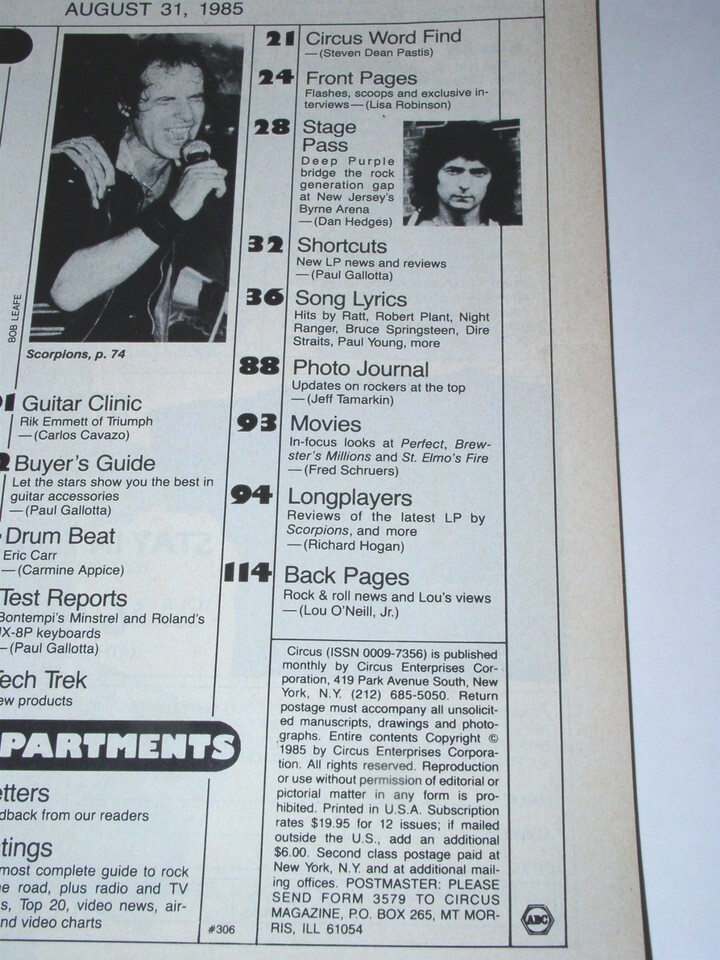 AUGUST 31, 1985
BOB LEAFE
Scorpions, p. 74
1 Guitar Clinic
Rik Emmett of Triumph
—(Carlos Cavazo)
2 Buyer's Guide
Let the stars show you the best in
guitar accessories
—(Paul Gallotta)
Drum Beat
Eric Carr
—(Carmine Appice)
Test Reports
Bontempi's Minstrel and Roland's
JX-8P keyboards
—(Paul Gallotta)
Tech Trek
ew products
PARTMENTS
etters
dback from our readers
tings
most complete guide to rock
e road, plus radio and TV
s, Top 20, video news, air-
nd video charts
#306
21 Circus Word Find
—(Steven Dean Pastis)
24 Front Pages
Flashes, scoops and exclusive in-
terviews—(Lisa Robinson)
28 Stage
Pass
Deep Purple
bridge the rock
generation gap
at New Jersey's
Byrne Arena
—(Dan Hedges)
32 Shortcuts
New LP news and reviews
—(Paul Gallotta)
36 Song Lyrics
Hits by Ratt, Robert Plant, Night
Ranger, Bruce Springsteen, Dire
Straits, Paul Young, more
88 Photo Journal
Updates on rockers at the top
—(Jeff Tamarkin)
93 Movies
In-focus looks at Perfect, Brew-
ster's Millions and St. Elmo's Fire
—(Fred Schruers)
94 Longplayers
Reviews of the latest LP by
Scorpions, and more
—(Richard Hogan)
114 Back Pages
Rock & roll news and Lou's views
—(Lou O'Neill, Jr.)
Circus (ISSN 0009-7356) is published
monthly by Circus Enterprises Cor-
poration, 419 Park Avenue South, New
York, N.Y. (212) 685-5050. Return
postage must accompany all unsolicit-
ed manuscripts, drawings and photo-
graphs. Entire contents Copyright ©
1985 by Circus Enterprises Corpora-
tion. All rights reserved. Reproduction
or use without permission of editorial or
pictorial matter in any form is pro-
hibited. Printed in U.S.A. Subscription
rates $19.95 for 12 issues; if mailed
outside the U.S., add an additional
$6.00. Second class postage paid at
New York, N.Y. and at additional mail-
ing offices. POSTMASTER: PLEASE
SEND FORM 3579 TO CIRCUS
MAGAZINE, P.O. BOX 265, MT MOR-
RIS, ILL 61054
ABC